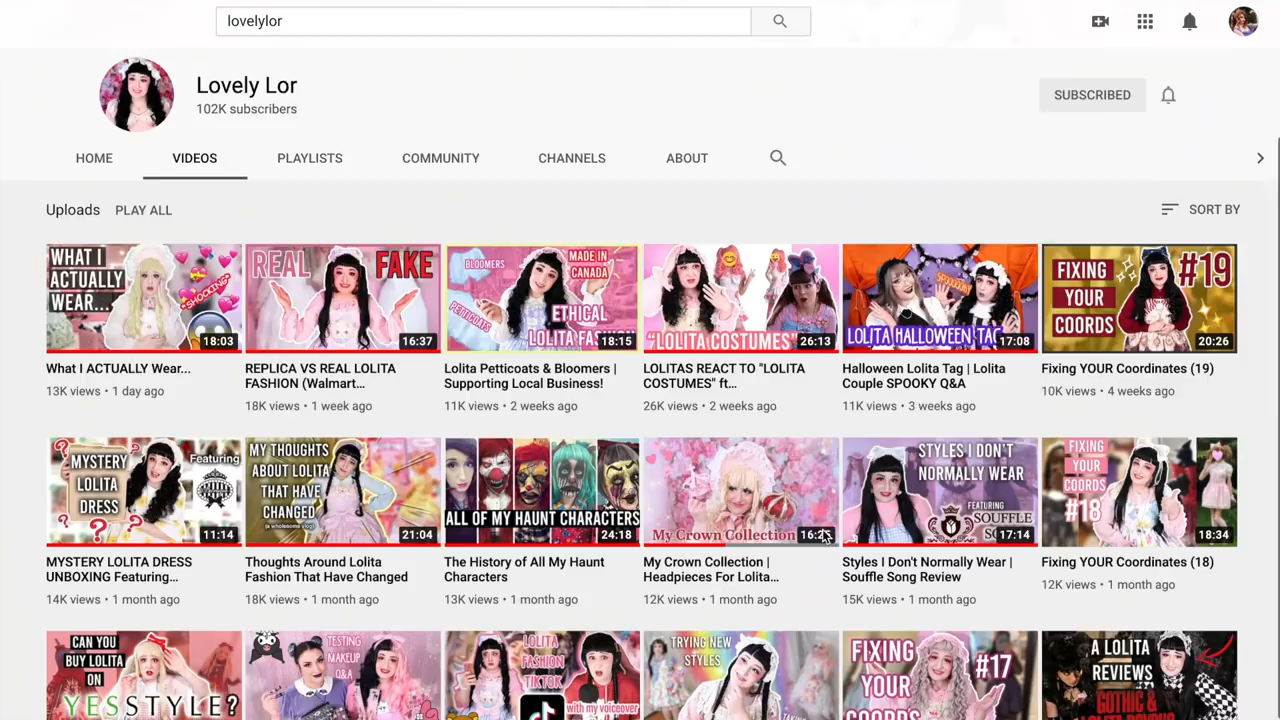 lovelylor
Lovely Lor
102K subscribers
SUBSCRIBED
HOME
VIDEOS
PLAYLISTS
COMMUNITY
CHANNELS
ABOUT
Uploads
PLAY ALL
SORT BY
WHAT I
ACTUALLY
WEAR...
*SHOCKING*
18:03
REAL
FAKE
16:37
BLOOMERS
PETTICOATS
MADE IN
CANADA
ETHICAL
18:15
"LOLITA COSTUMES"
26:13
SPOOOOKY
17:08
FIXING
YOUR
COORDS
#19
20:26
What I ACTUALLY Wear...
13K views • 1 day ago
REPLICA VS REAL LOLITA
FASHION (Walmart...
18K views • 1 week ago
Lolita Petticoats & Bloomers |
Supporting Local Business!
11K views • 2 weeks ago
LOLITAS REACT TO "LOLITA
COSTUMES" ft...
26K views • 2 weeks ago
Halloween Lolita Tag | Lolita
Couple SPOOKY Q&A
11K views • 3 weeks ago
Fixing YOUR Coordinates (19)
10K views • 4 weeks ago
MYSTERY
LOLITA
DRESS
Featuring
11:14
MY THOUGHTS
ABOUT LOLITA
THAT HAVE
CHANGED
21:04
ALL OF MY HAUNT CHARACTERS
24:18
My Crown Collection
STYLES I DON'T
NORMALLY WEAR
FEATURING
SOUFFLE
17:14
FIXING
YOUR
COORDS
#18
18:34
MYSTERY LOLITA DRESS
UNBOXING Featuring...
14K views • 1 month ago
Thoughts Around Lolita
Fashion That Have Changed
18K views • 1 month ago
The History of All My Haunt
Characters
13K views • 1 month ago
My Crown Collection |
Headpieces For Lolita...
12K views • 1 month ago
Styles I Don't Normally Wear |
Souffle Song Review
15K views • 1 month ago
Fixing YOUR Coordinates (18)
12K views • 1 month ago
CAN YOU
BUY LOLITA
ON
YESSTYLE?
TESTING
MAKEUP
Q&A
LOLITA
FASHION
TIKTOK
with my voiceover
TRYING NEW
STYLES
FIXING
YOUR
COORDS
#17
A LOLITA
REVIEWS
GOTHIC &